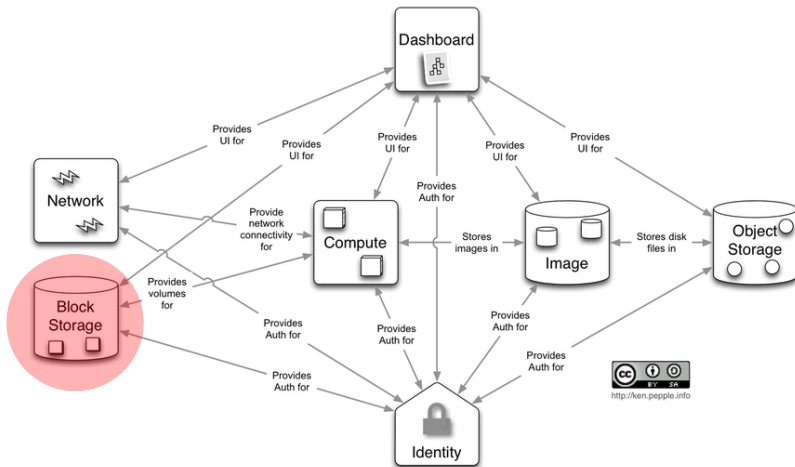 Dashboard
Provides
UI for
Provides
UI for
Provides
UI for
Provides
UI for
Provides
UI for
Provides
Auth for
Network
Provide
network
connectivity
for
Compute
Stores
images in
Image
Stores disk
files in
Object
Storage
Block
Storage
Provides
volumes
for
Provides
Auth for
Provides
Auth for
Provides
Auth for
Provides
Auth for
Provides
Auth for
Identity
cc
BY SA
http://ken.pepple.info